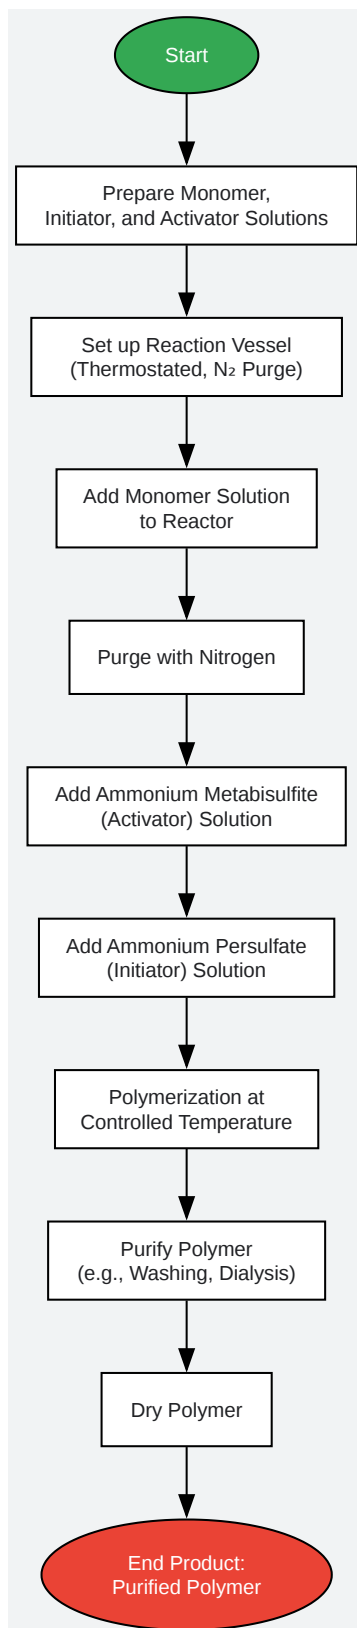 Start
Prepare Monomer,
Initiator, and Activator Solutions
Set up Reaction Vessel
(Thermostated, N₂ Purge)
Add Monomer Solution
to Reactor
Purge with Nitrogen
Add Ammonium Metabisulfite
(Activator) Solution
Add Ammonium Persulfate
(Initiator) Solution
Polymerization at
Controlled Temperature
Purify Polymer
(e.g., Washing, Dialysis)
Dry Polymer
End Product:
Purified Polymer